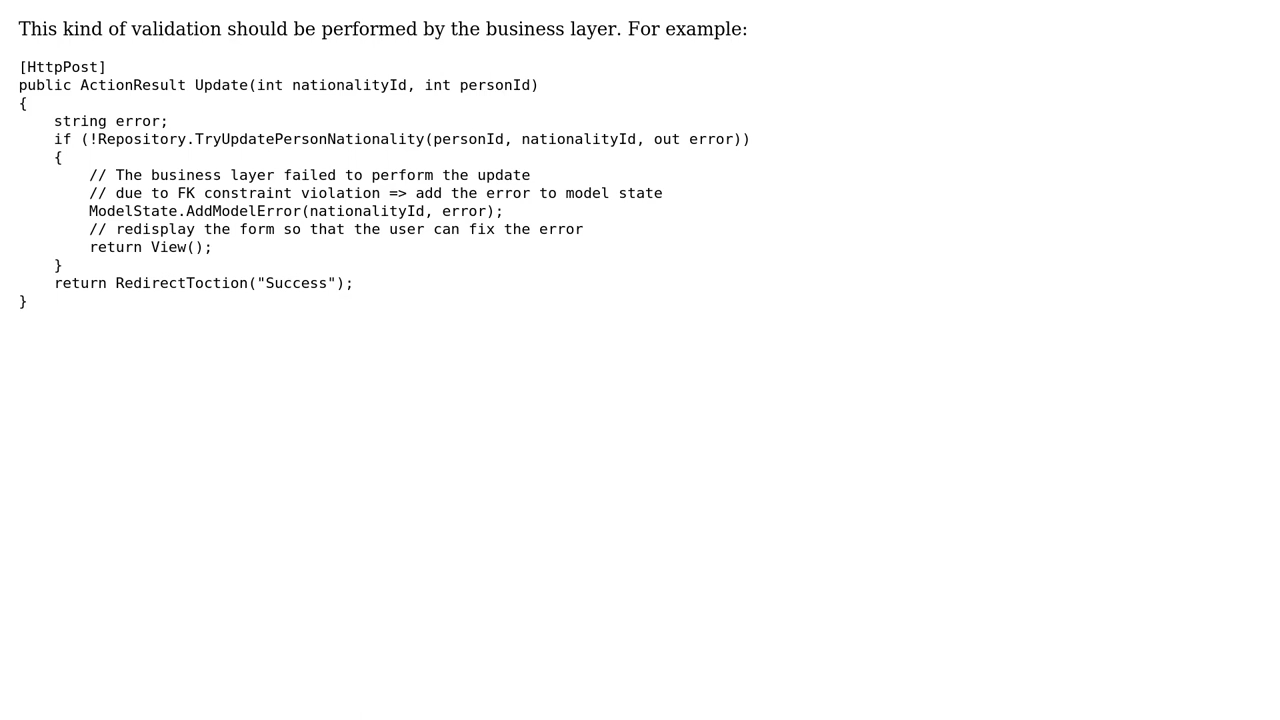 This kind of validation should be performed by the business layer. For example:
[HttpPost]
public ActionResult Update(int nationalityId, int personId)
{
    string error;
    if (!Repository.TryUpdatePersonNationality(personId, nationalityId, out error))
    {
        // The business layer failed to perform the update
        // due to FK constraint violation => add the error to model state
        ModelState.AddModelError(nationalityId, error);
        // redisplay the form so that the user can fix the error
        return View();
    }
    return RedirectToction("Success");
}